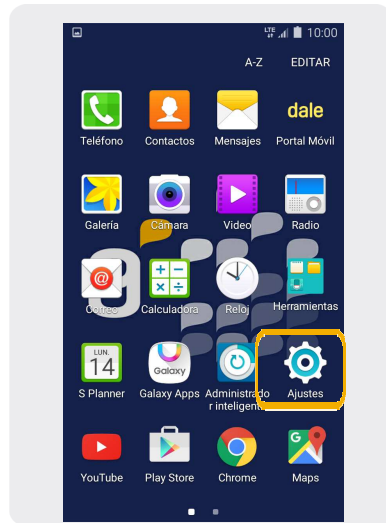 LTE 10:00
A-Z EDITAR
dale
Teléfono Contactos Mensajes Portal Móvil
Galería Cámara Video Radio
@
Correo Calculadora Reloj Herramientas
LUN.
14
Galaxy
S Planner Galaxy Apps Administrado Ajustes
r inteligente
G
YouTube Play Store Chrome Maps